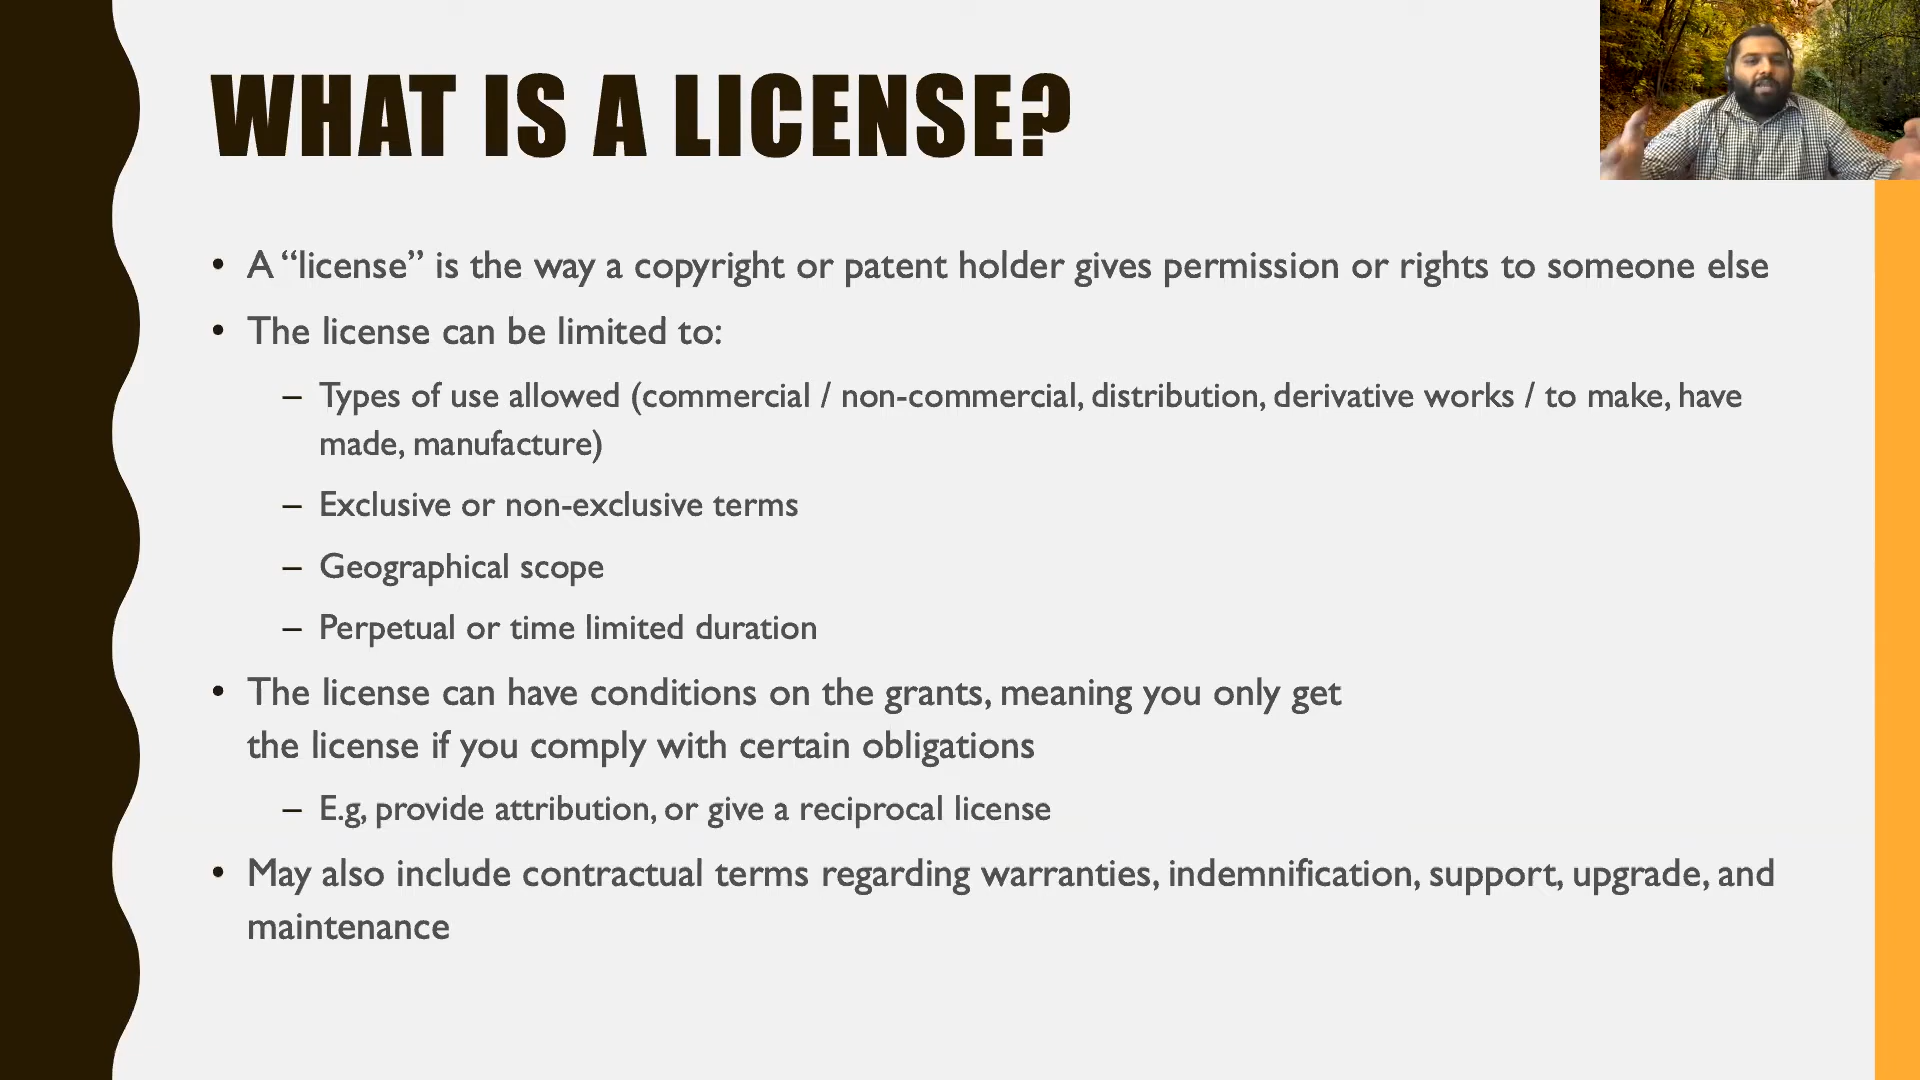 WHAT IS A LICENSE?
• A “license” is the way a copyright or patent holder gives permission or rights to someone else
• The license can be limited to:
– Types of use allowed (commercial / non-commercial, distribution, derivative works / to make, have
made, manufacture)
– Exclusive or non-exclusive terms
– Geographical scope
– Perpetual or time limited duration
• The license can have conditions on the grants, meaning you only get
the license if you comply with certain obligations
– E.g, provide attribution, or give a reciprocal license
• May also include contractual terms regarding warranties, indemnification, support, upgrade, and
maintenance